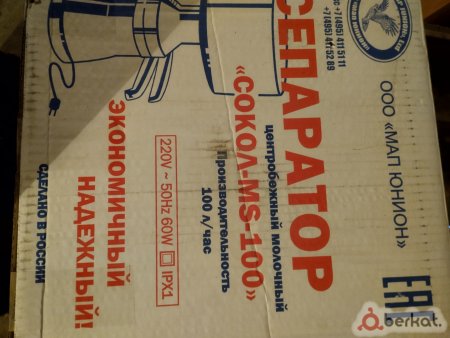 ООО «МАП ЮНИОН»
EAC
+7(495) 411 51 11
+7(495) 411 52 89
СЕПАРАТОР
центробежный молочный
«СОКОЛ-MS-100»
Производительность
100 л/час
220V ~ 50Hz 60W IPX1
ЭКОНОМИЧНЫЙ
НАДЕЖНЫЙ!
СДЕЛАНО В РОССИИ
berkat.